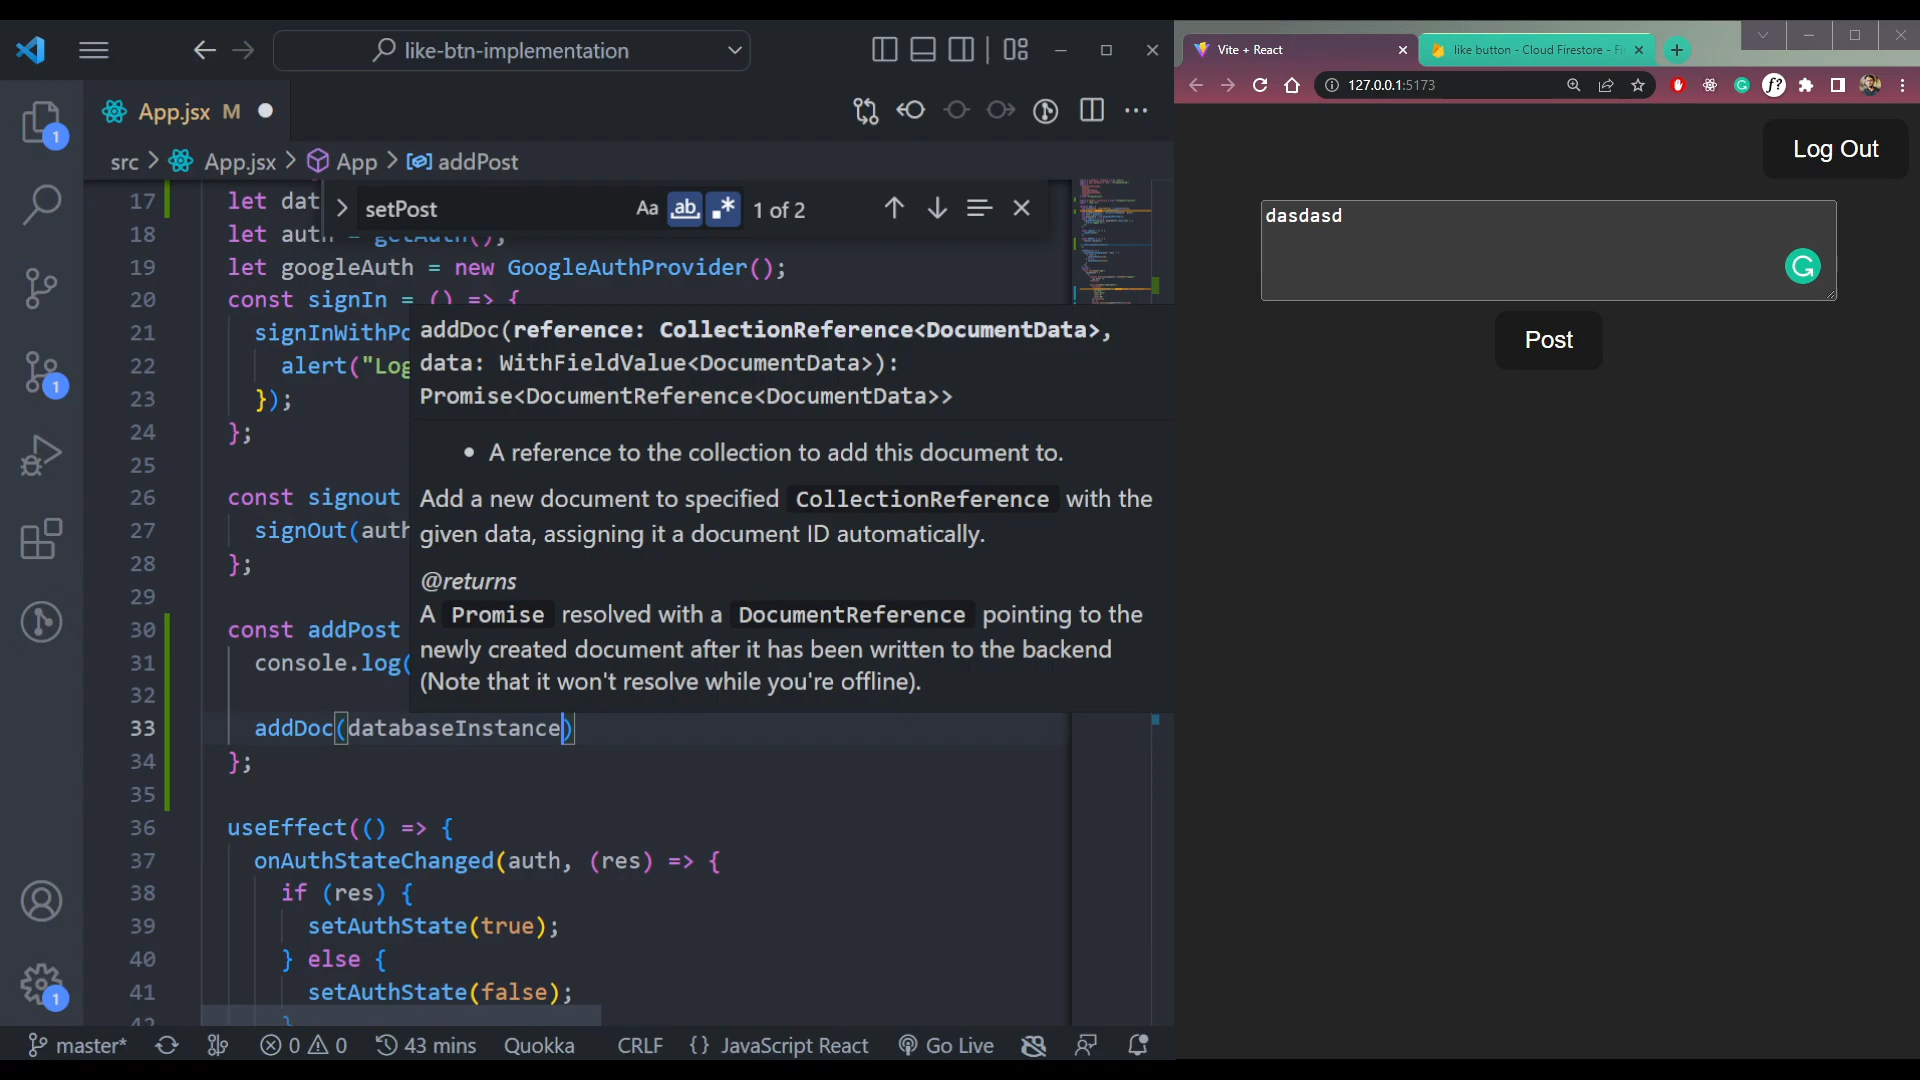 like-btn-implementation
App.jsx M
src > App.jsx > App > addPost
setPost
Aa
ab
1 of 2
17 let dat
18 let auth = getAuth();
19 let googleAuth = new GoogleAuthProvider();
20 const signIn = () => {
21 signInWithPo
22 alert("Log
23 });
24 };
25
26 const signout
27 signOut(auth
28 };
29
30 const addPost
31 console.log(
32
33 addDoc(databaseInstance)
34 };
35
36 useEffect(() => {
37 onAuthStateChanged(auth, (res) => {
38 if (res) {
39 setAuthState(true);
40 } else {
41 setAuthState(false);
42 }
addDoc(reference: CollectionReference<DocumentData>,
data: WithFieldValue<DocumentData>):
Promise<DocumentReference<DocumentData>>
• A reference to the collection to add this document to.
Add a new document to specified CollectionReference with the
given data, assigning it a document ID automatically.
@returns
A Promise resolved with a DocumentReference pointing to the
newly created document after it has been written to the backend
(Note that it won't resolve while you're offline).
1
1
1
master* 0 0 43 mins Quokka CRLF {} JavaScript React Go Live
Vite + React
like button - Cloud Firestore - Fi
127.0.0.1:5173
f?
Log Out
dasdasd
Post